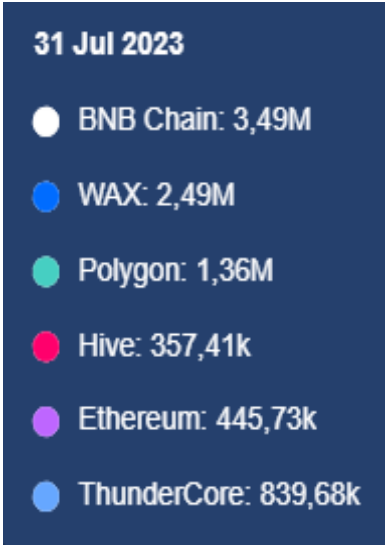 31 Jul 2023
BNB Chain: 3,49M
WAX: 2,49M
Polygon: 1,36M
Hive: 357,41k
Ethereum: 445,73k
ThunderCore: 839,68k